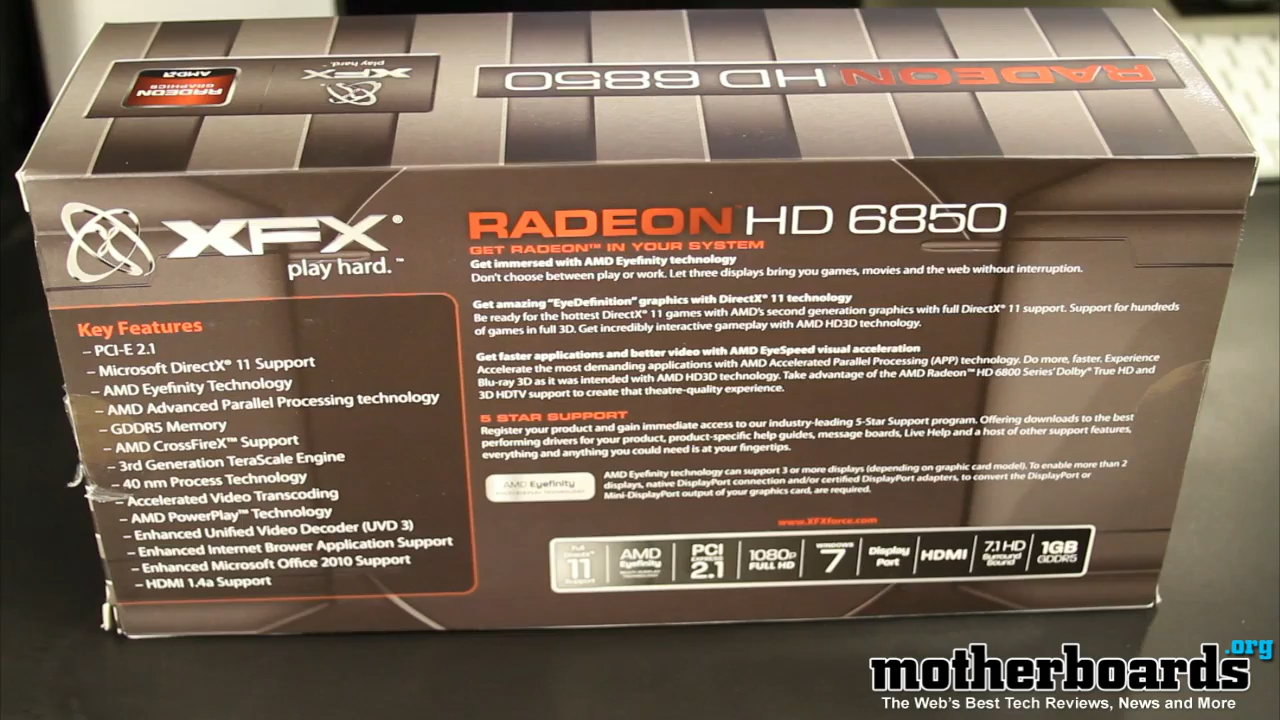 RADEON HD 6850
XFX
play hard.
AMD
RADEON
GRAPHICS
XFX®
play hard.™
RADEON™ HD 6850
GET RADEON™ IN YOUR SYSTEM
Get immersed with AMD Eyefinity technology
Don't choose between play or work. Let three displays bring you games, movies and the web without interruption.
Get amazing "EyeDefinition" graphics with DirectX® 11 technology
Be ready for the hottest DirectX® 11 games with AMD's second generation graphics with full DirectX® 11 support. Support for hundreds
of games in full 3D. Get incredibly interactive gameplay with AMD HD3D technology.
Get faster applications and better video with AMD EyeSpeed visual acceleration
Accelerate the most demanding applications with AMD Accelerated Parallel Processing (APP) technology. Do more, faster. Experience
Blu-ray 3D as it was intended with AMD HD3D technology. Take advantage of the AMD Radeon™ HD 6800 Series' Dolby® True HD and
3D HDTV support to create that theatre-quality experience.
5 STAR SUPPORT
Register your product and gain immediate access to our industry-leading 5-Star Support program. Offering downloads to the best
performing drivers for your product, product-specific help guides, message boards, Live Help and a host of other support features,
everything and anything you could need is at your fingertips.
AMD Eyefinity
AMD Eyefinity technology can support 3 or more displays (depending on graphic card model). To enable more than 2
displays, native DisplayPort connection and/or certified DisplayPort adapters, to convert the DisplayPort or
Mini-DisplayPort output of your graphics card, are required.
www.XFXforce.com
Key Features
– PCI-E 2.1
– Microsoft DirectX® 11 Support
– AMD Eyefinity Technology
– AMD Advanced Parallel Processing technology
– GDDR5 Memory
– AMD CrossFireX™ Support
– 3rd Generation TeraScale Engine
– 40 nm Process Technology
– Accelerated Video Transcoding
– AMD PowerPlay™ Technology
– Enhanced Unified Video Decoder (UVD 3)
– Enhanced Internet Brower Application Support
– Enhanced Microsoft Office 2010 Support
– HDMI 1.4a Support
Full DirectX™ 11 Support
AMD Eyefinity
PCI EXPRESS 2.1
1080p FULL HD
WINDOWS 7
Display Port
HDMI
7.1 HD Surround Sound
1GB GDDR5
motherboards.org
The Web's Best Tech Reviews, News and More